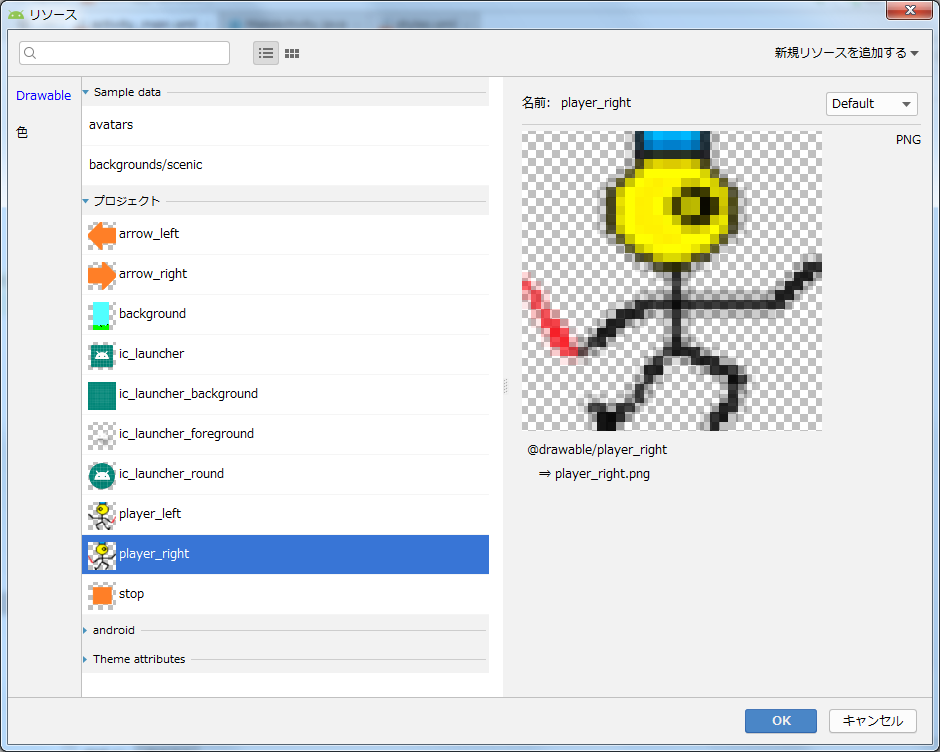 リソース
新規リソースを追加する
Drawable
色
Sample data
avatars
backgrounds/scenic
プロジェクト
arrow_left
arrow_right
background
ic_launcher
ic_launcher_background
ic_launcher_foreground
ic_launcher_round
player_left
player_right
stop
android
Theme attributes
名前: player_right
Default
PNG
@drawable/player_right
⇒ player_right.png
OK
キャンセル